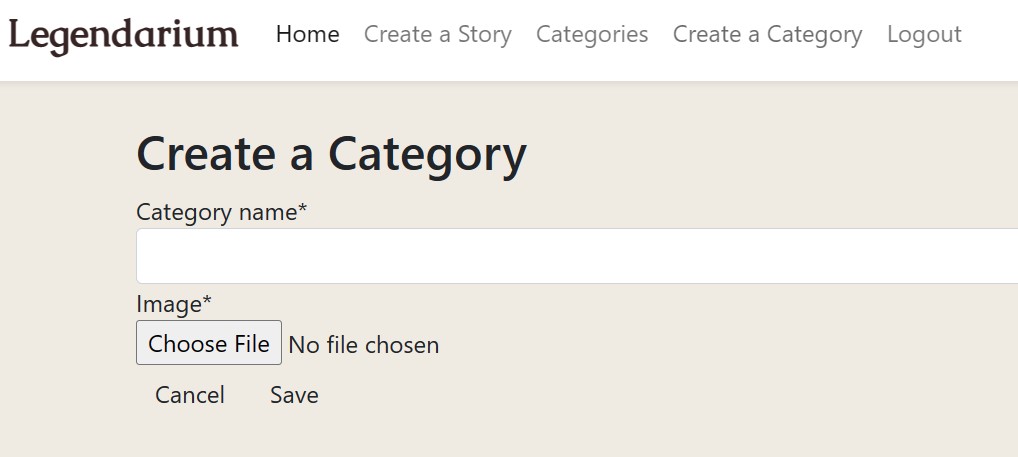 Legendarium Home Create a Story Categories Create a Category Logout
Create a Category
Category name*
Image*
Choose File No file chosen
Cancel Save